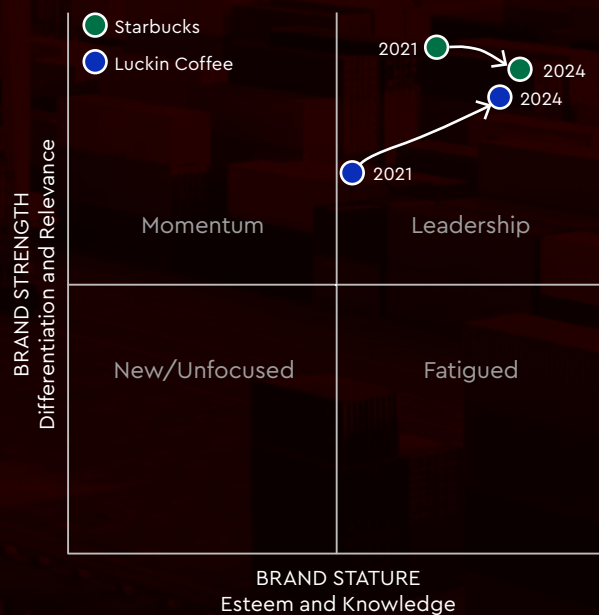 Starbucks
Luckin Coffee
2021
2024
2024
2021
Momentum
Leadership
New/Unfocused
Fatigued
BRAND STRENGTH
Differentiation and Relevance
BRAND STATURE
Esteem and Knowledge